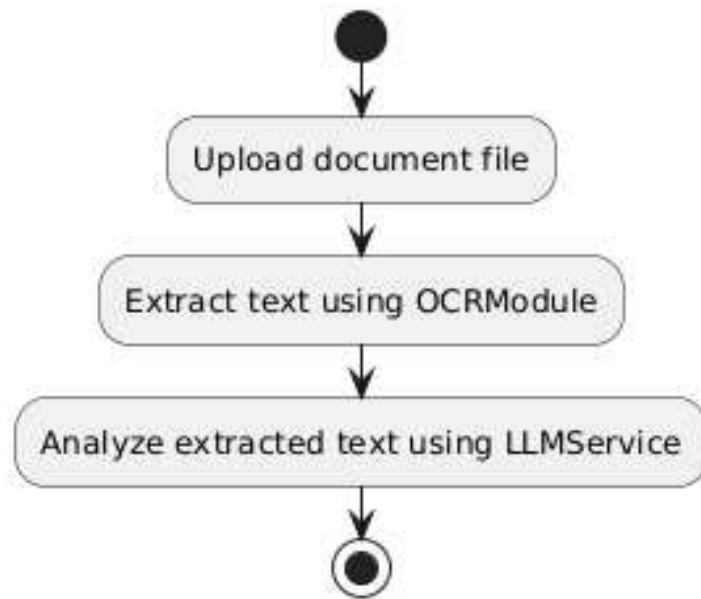 Upload document file
Extract text using OCRModule
Analyze extracted text using LLMService